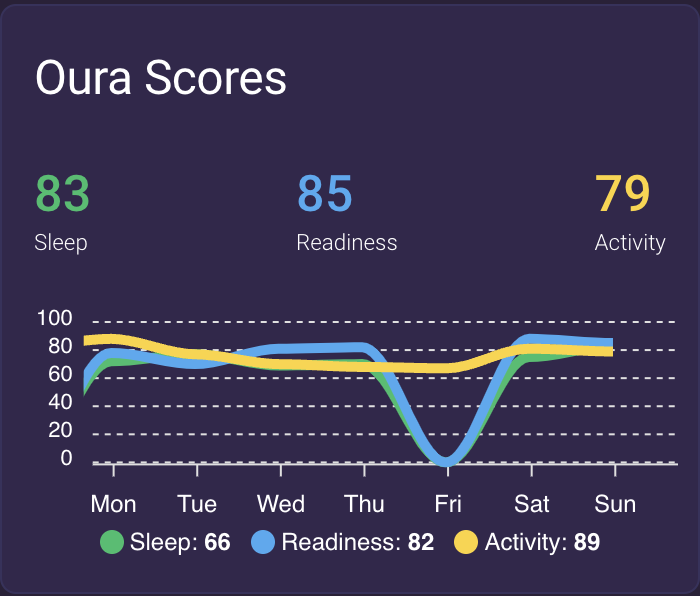 Oura Scores
83 85 79
Sleep Readiness Activity
100
80
60
40
20
0
Mon Tue Wed Thu Fri Sat Sun
Sleep: 66 Readiness: 82 Activity: 89